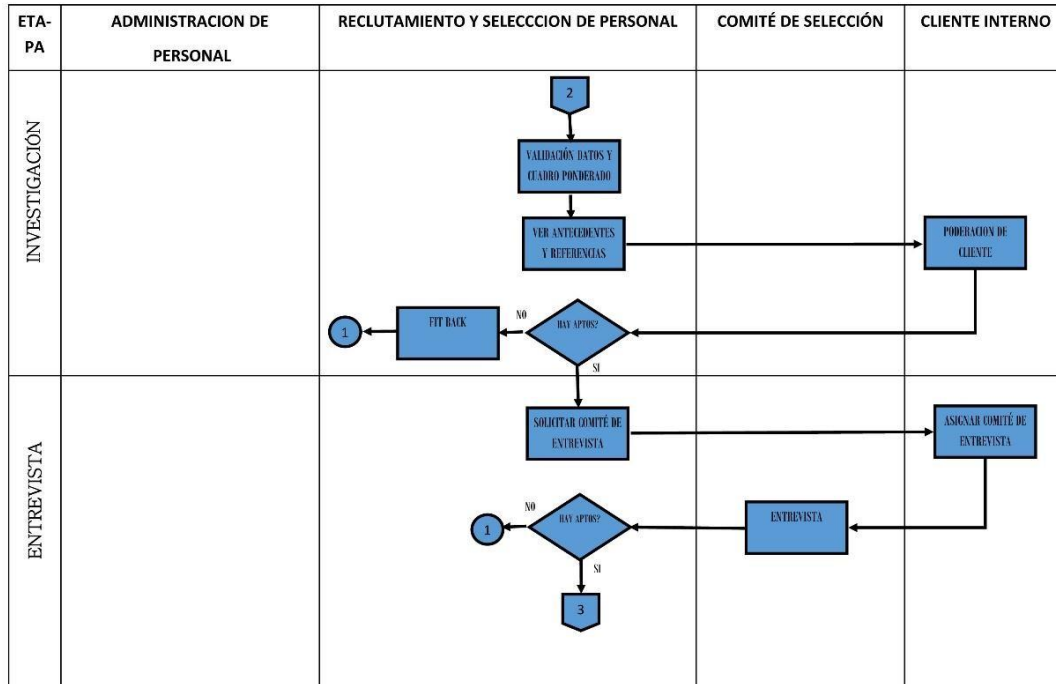 ETA-
PA
ADMINISTRACION DE
PERSONAL
RECLUTAMIENTO Y SELECCCION DE PERSONAL
COMITÉ DE SELECCIÓN
CLIENTE INTERNO
INVESTIGACIÓN
2
VALIDACIÓN DATOS Y
CUADRO PONDERADO
VER ANTECEDENTES
Y REFERENCIAS
PODERACION DE
CLIENTE
1
FIT BACK
NO
HAY APTOS?
SI
ENTREVISTA
SOLICITAR COMITÉ DE
ENTREVISTA
ASIGNAR COMITÉ DE
ENTREVISTA
1
NO
HAY APTOS?
ENTREVISTA
SI
3